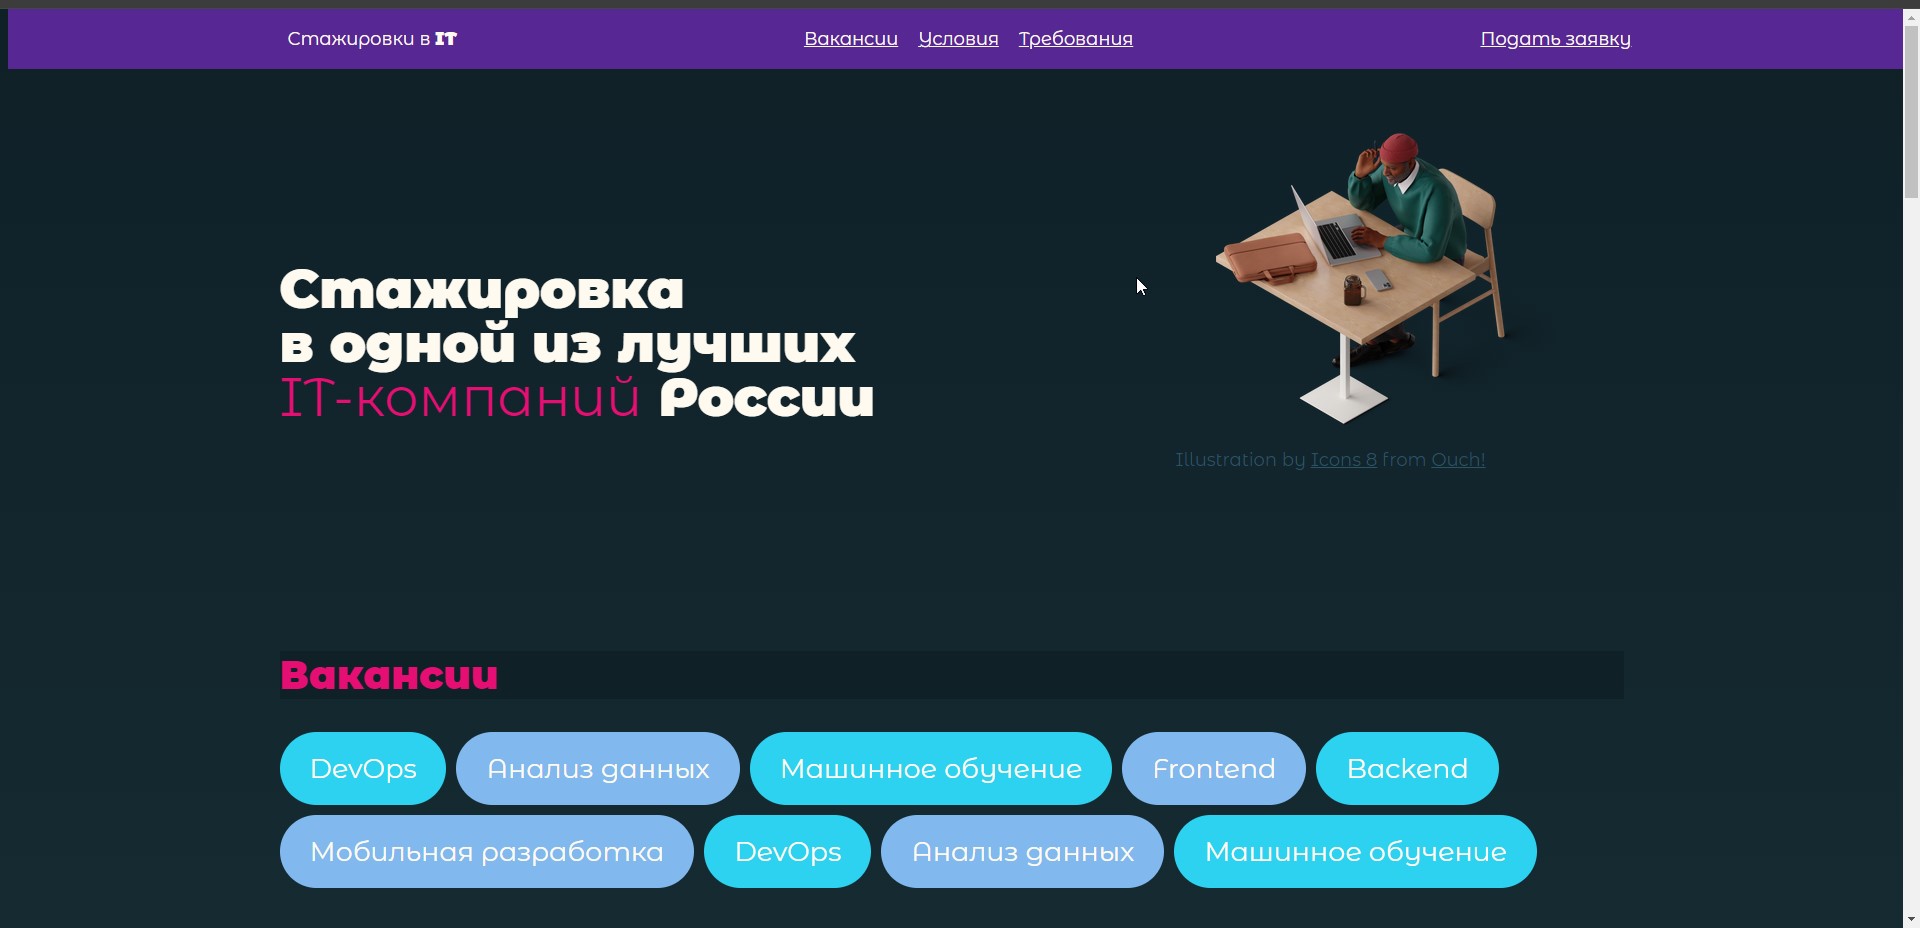 Стажировки в IT
Вакансии Условия Требования
Подать заявку
Стажировка
в одной из лучших
IT-компаний России
Illustration by Icons 8 from Ouch!
Вакансии
DevOps Анализ данных Машинное обучение Frontend Backend
Мобильная разработка DevOps Анализ данных Машинное обучение